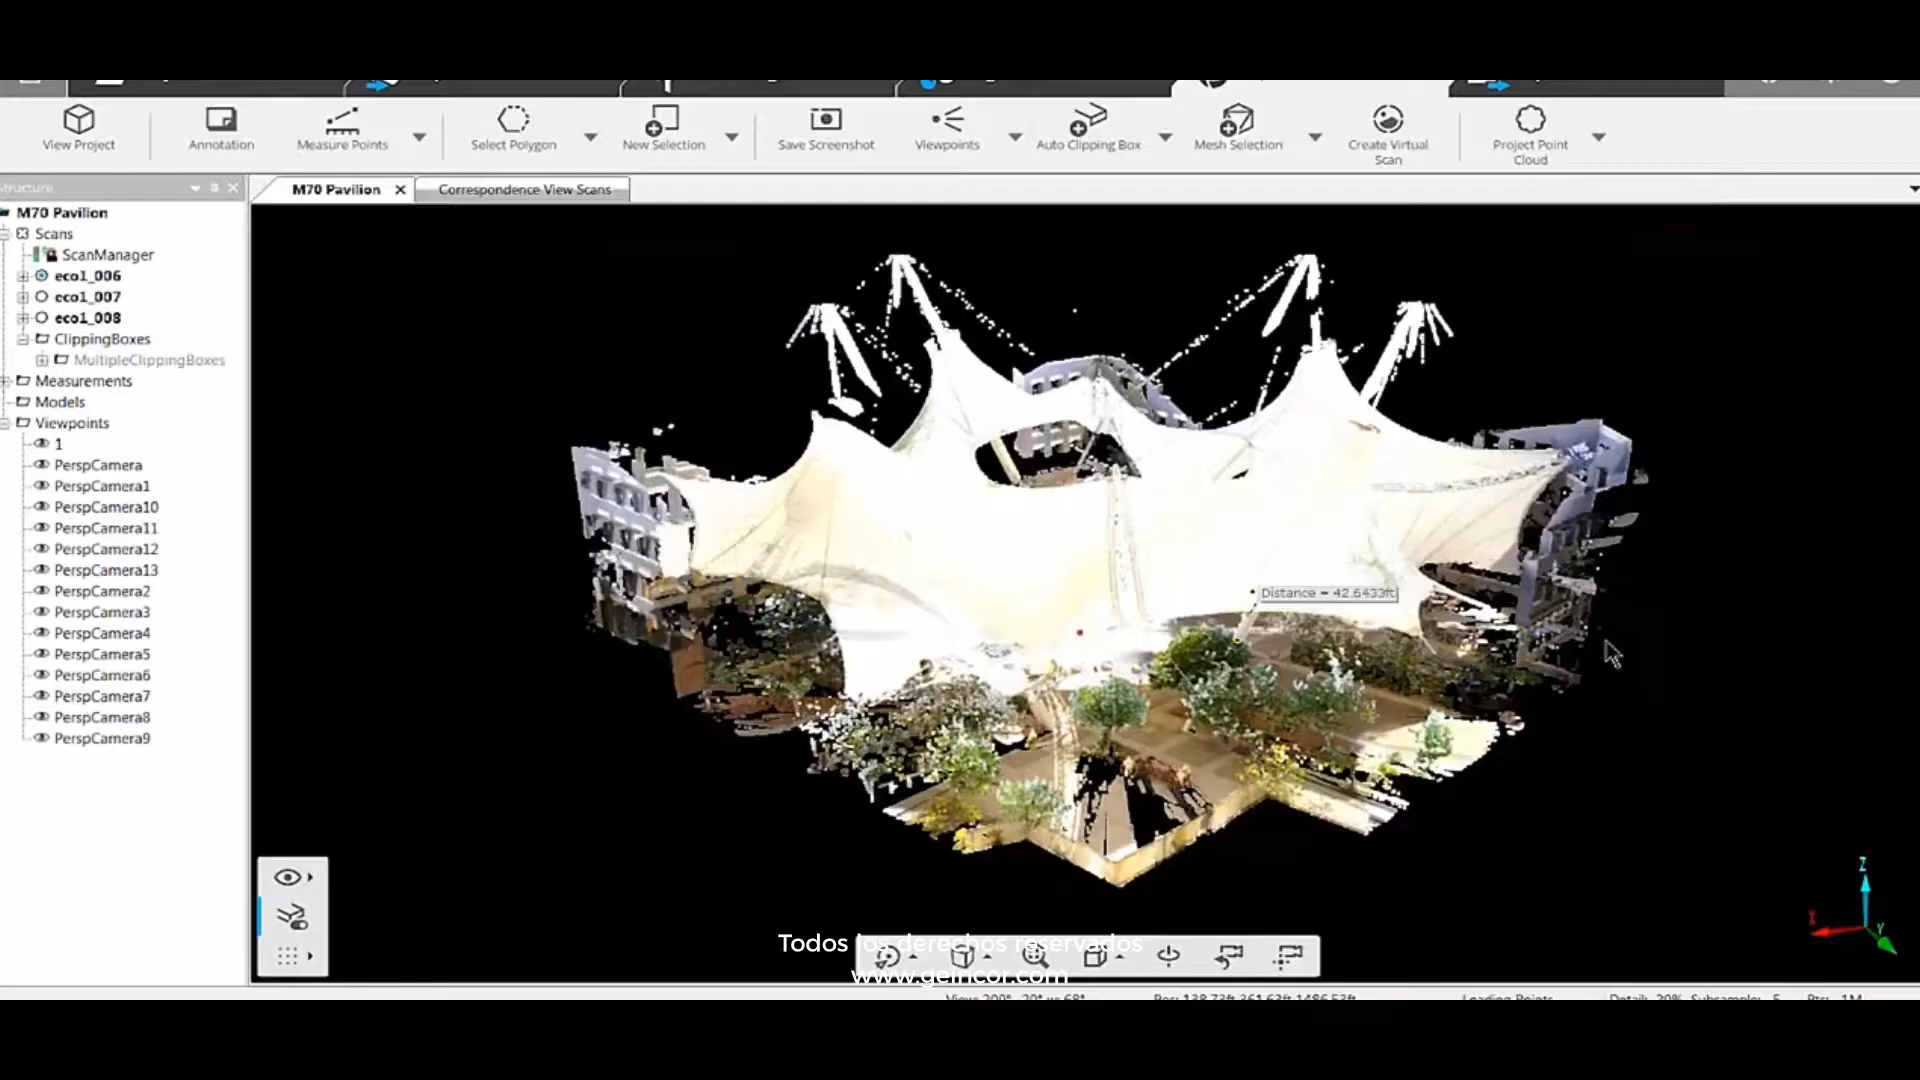 View Project
Annotation
Measure Points
Select Polygon
New Selection
Save Screenshot
Viewpoints
Auto Clipping Box
Mesh Selection
Create Virtual
Scan
Project Point
Cloud
Structure
M70 Pavilion
Correspondence View Scans
M70 Pavilion
Scans
ScanManager
eco1_006
eco1_007
eco1_008
ClippingBoxes
MultipleClippingBoxes
Measurements
Models
Viewpoints
1
PerspCamera
PerspCamera1
PerspCamera10
PerspCamera11
PerspCamera12
PerspCamera13
PerspCamera2
PerspCamera3
PerspCamera4
PerspCamera5
PerspCamera6
PerspCamera7
PerspCamera8
PerspCamera9
Distance = 42.6433ft
Z
X
Y
Todos los derechos reservados
www.geincor.com
Loading Points